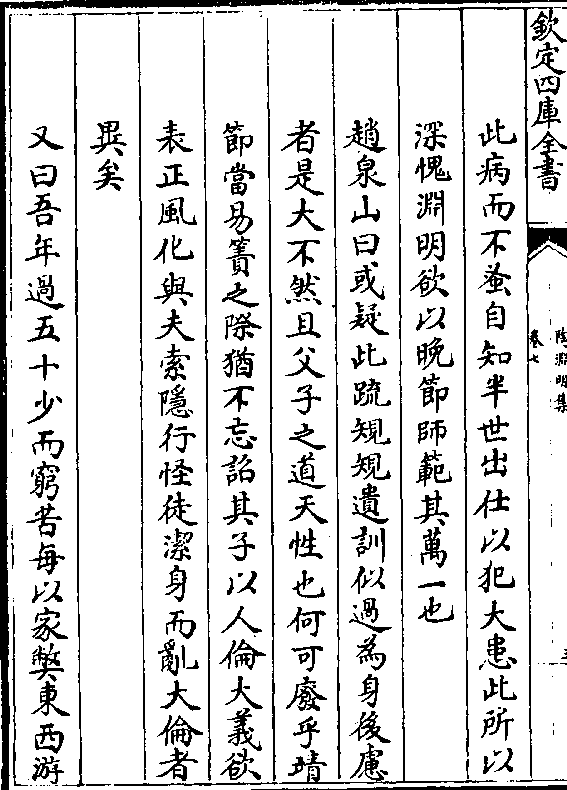 欽定四庫全書
陶淵明集
卷七
此病而不蚤自知半世出仕以犯大患此所以
深愧淵明欲以晚節師範其萬一也
趙泉山曰或疑此疏規規遺訓似過為身後慮
者是大不然且父子之道天性也何可廢乎靖
節當易簀之際猶不忘詔其子以人倫大義欲
表正風化與夫索隱行怪徒潔身而亂大倫者
異矣
又曰吾年過五十少而窮苦每以家弊東西游